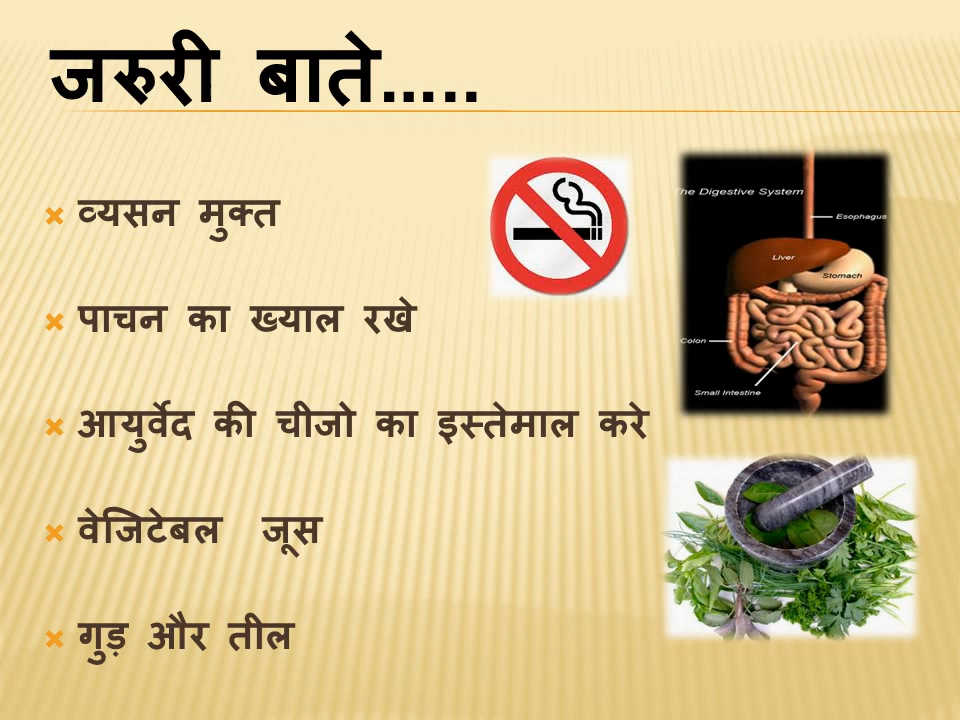 जरुरी बाते.....
व्यसन मुक्त
पाचन का ख्याल रखे
आयुर्वेद की चीजो का इस्तेमाल करे
वेजिटेबल जूस
गुड़ और तील
The Digestive System
Esophagus
Liver
Stomach
Colon
Small Intestine